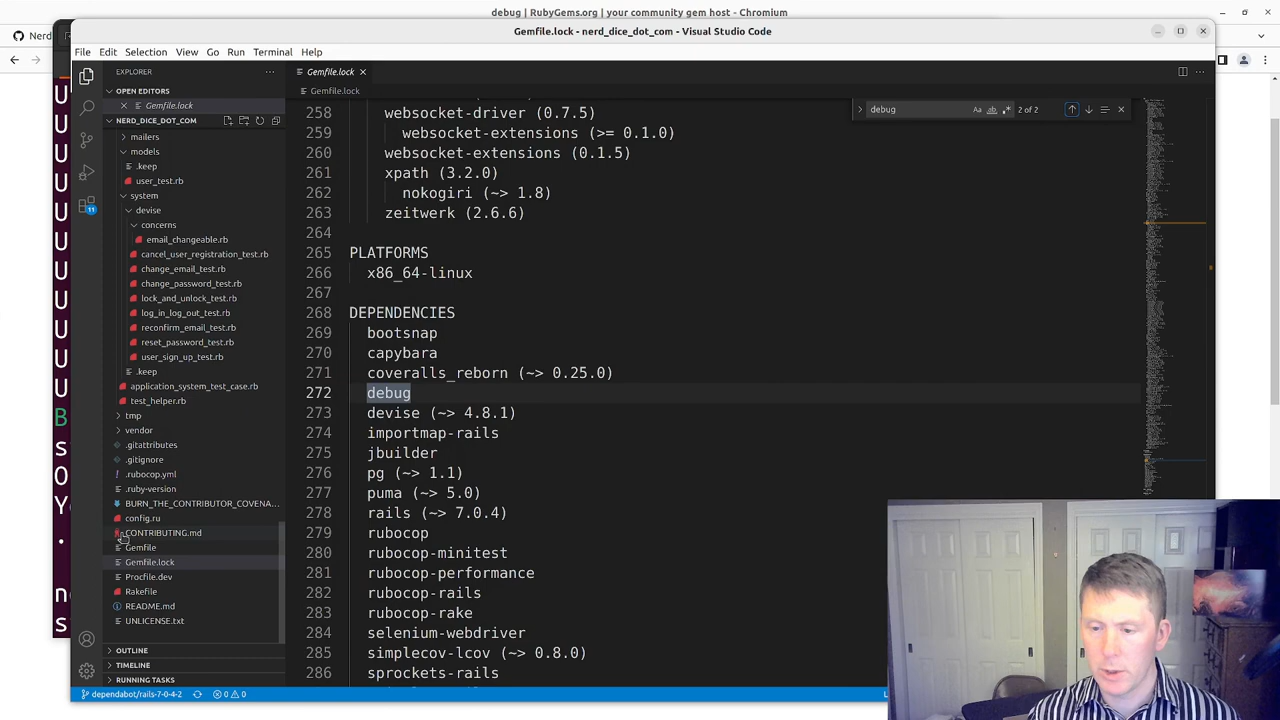 debug | RubyGems.org | your community gem host - Chromium
Nerd
Gemfile.lock - nerd_dice_dot_com - Visual Studio Code
File Edit Selection View Go Run Terminal Help
EXPLORER
OPEN EDITORS
Gemfile.lock
NERD_DICE_DOT_COM
mailers
models
.keep
user_test.rb
system
devise
concerns
email_changeable.rb
cancel_user_registration_test.rb
change_email_test.rb
change_password_test.rb
lock_and_unlock_test.rb
log_in_log_out_test.rb
reconfirm_email_test.rb
reset_password_test.rb
user_sign_up_test.rb
.keep
application_system_test_case.rb
test_helper.rb
tmp
vendor
.gitattributes
.gitignore
.rubocop.yml
.ruby-version
BURN_THE_CONTRIBUTOR_COVENA...
config.ru
CONTRIBUTING.md
Gemfile
Gemfile.lock
Procfile.dev
Rakefile
README.md
UNLICENSE.txt
OUTLINE
TIMELINE
RUNNING TASKS
11
Gemfile.lock
Gemfile.lock
debug
Aa ab .* 2 of 2
258 websocket-driver (0.7.5)
259 websocket-extensions (>= 0.1.0)
260 websocket-extensions (0.1.5)
261 xpath (3.2.0)
262 nokogiri (~> 1.8)
263 zeitwerk (2.6.6)
264
265 PLATFORMS
266 x86_64-linux
267
268 DEPENDENCIES
269 bootsnap
270 capybara
271 coveralls_reborn (~> 0.25.0)
272 debug
273 devise (~> 4.8.1)
274 importmap-rails
275 jbuilder
276 pg (~> 1.1)
277 puma (~> 5.0)
278 rails (~> 7.0.4)
279 rubocop
280 rubocop-minitest
281 rubocop-performance
282 rubocop-rails
283 rubocop-rake
284 selenium-webdriver
285 simplecov-lcov (~> 0.8.0)
286 sprockets-rails
dependabot/rails-7-0-4-2 0 0